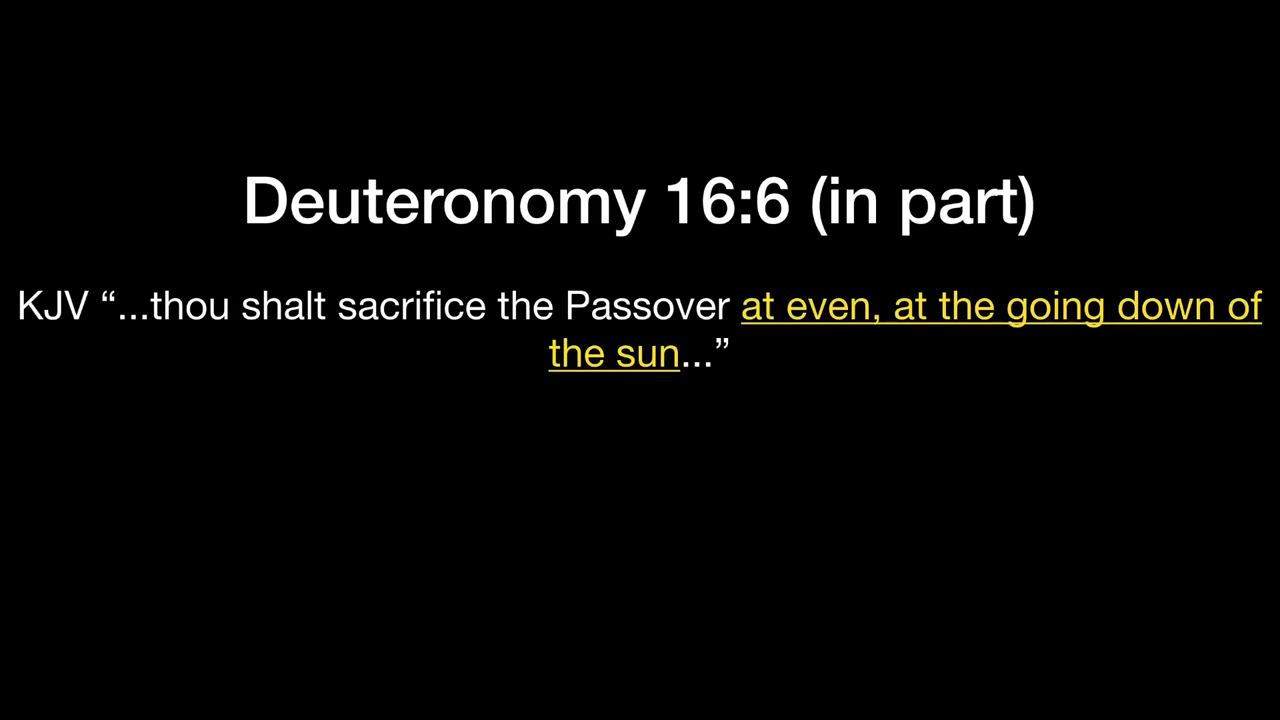 Deuteronomy 16:6 (in part)
KJV “...thou shalt sacrifice the Passover at even, at the going down of
the sun...”